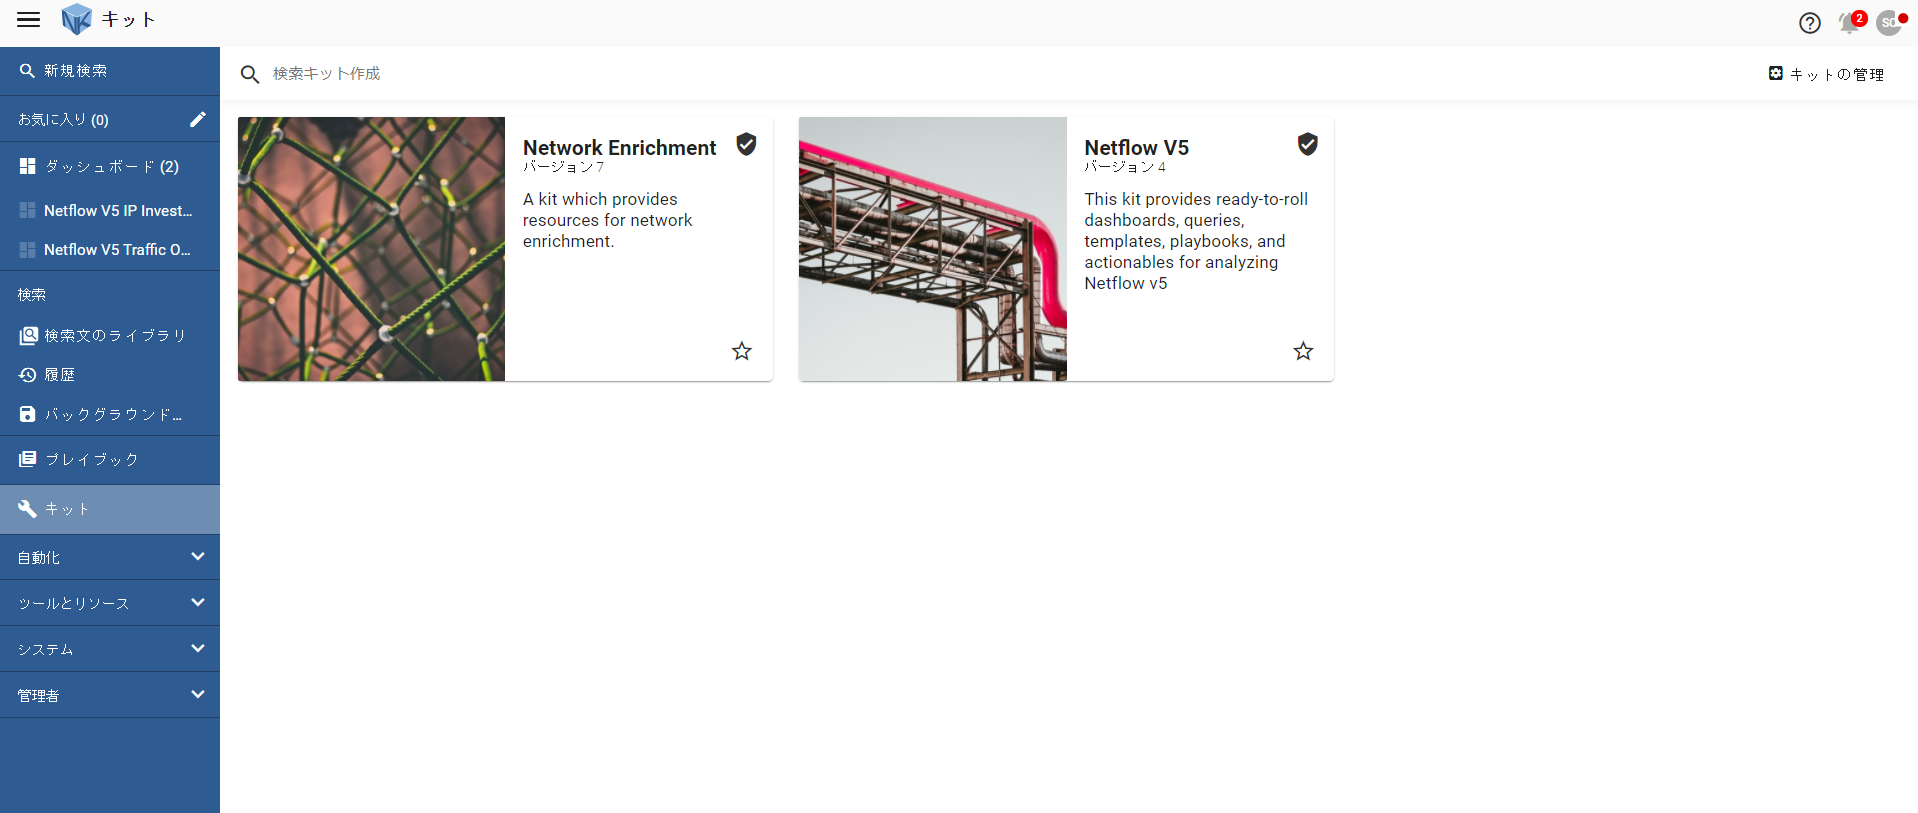 キット
2
SO
新規検索
お気に入り (0)
ダッシュボード (2)
Netflow V5 IP Invest...
Netflow V5 Traffic O...
検索
検索文のライブラリ
履歴
バックグラウンド...
プレイブック
キット
自動化
ツールとリソース
システム
管理者
検索キット作成
キットの管理
Network Enrichment
バージョン 7
A kit which provides
resources for network
enrichment.
Netflow V5
バージョン 4
This kit provides ready-to-roll
dashboards, queries,
templates, playbooks, and
actionables for analyzing
Netflow v5